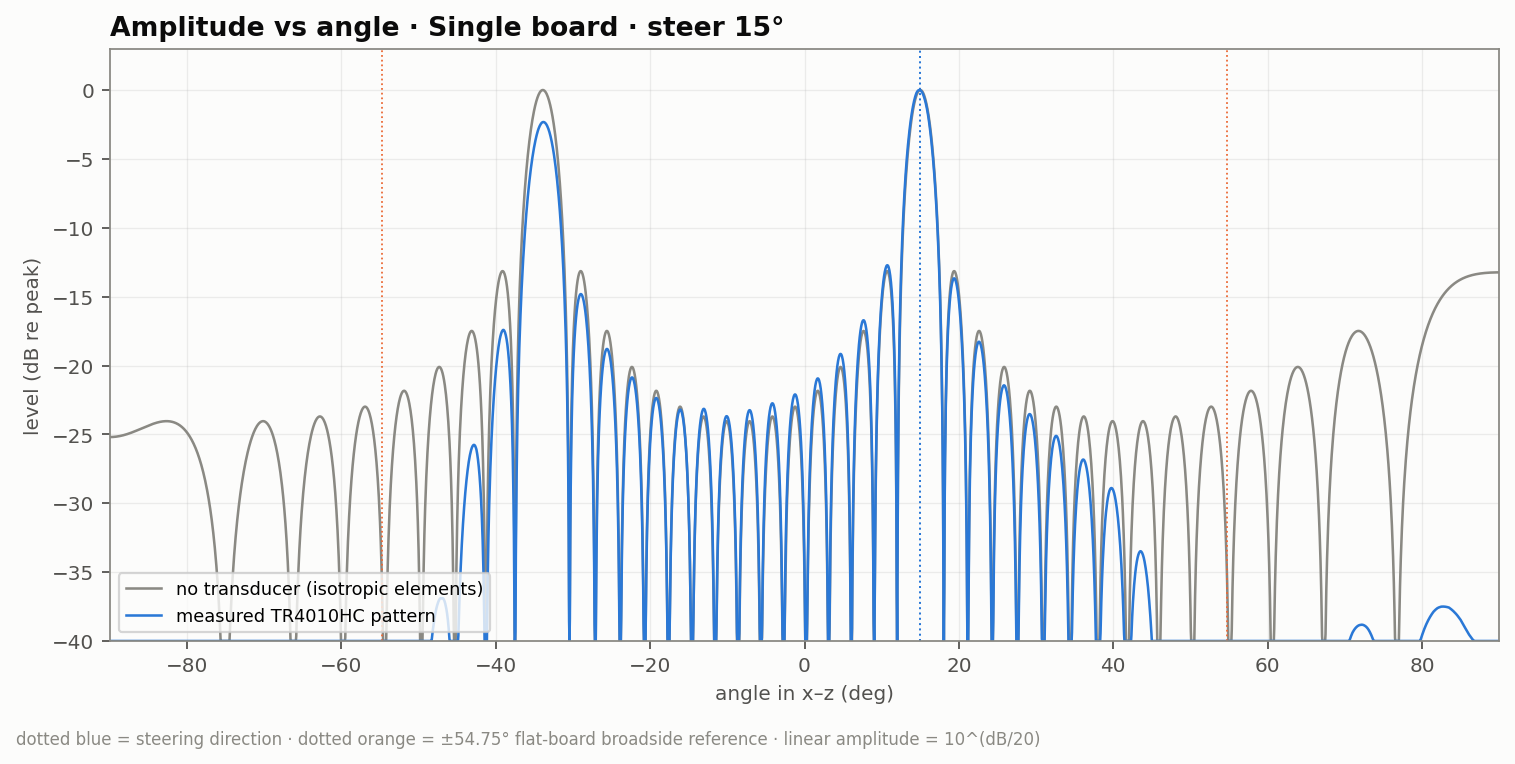 Amplitude vs angle · Single board · steer 15°
level (dB re peak)
0
−5
−10
−15
−20
−25
−30
−35
−40
no transducer (isotropic elements)
measured TR4010HC pattern
−80 −60 −40 −20 0 20 40 60 80
angle in x–z (deg)
dotted blue = steering direction · dotted orange = ±54.75° flat-board broadside reference · linear amplitude = 10^(dB/20)